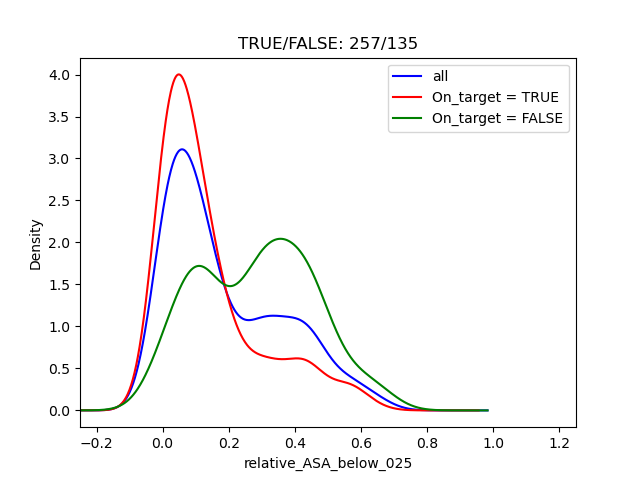 TRUE/FALSE: 257/135
all
On_target = TRUE
On_target = FALSE
Density
4.0
3.5
3.0
2.5
2.0
1.5
1.0
0.5
0.0
−0.2 0.0 0.2 0.4 0.6 0.8 1.0 1.2
relative_ASA_below_025